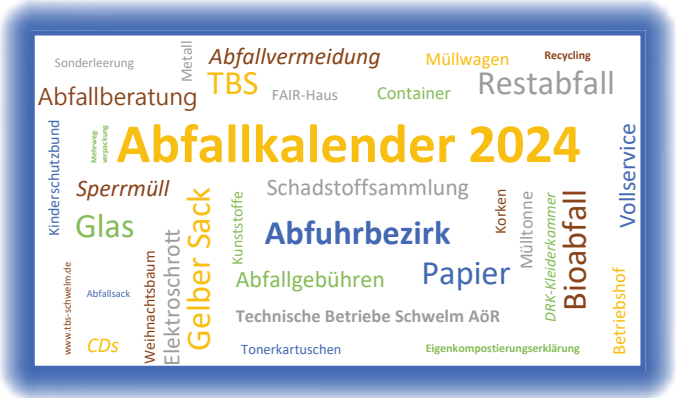 Sonderleerung
Metall
Abfallvermeidung
Müllwagen
Recycling
Abfallberatung
TBS
FAIR-Haus
Container
Restabfall
Kinderschutzbund
Mehrweg-
verpackung
Abfallkalender 2024
Vollservice
Sperrmüll
Schadstoffsammlung
Glas
Gelber Sack
Kunststoffe
Abfuhrbezirk
Korken
Mülltonne
DRK-Kleiderkammer
Bioabfall
www.tbs-schwelm.de
Abfallsack
Weihnachtsbaum
Elektroschrott
Abfallgebühren
Papier
Betriebshof
Technische Betriebe Schwelm AöR
CDs
Tonerkartuschen
Eigenkompostierungserklärung